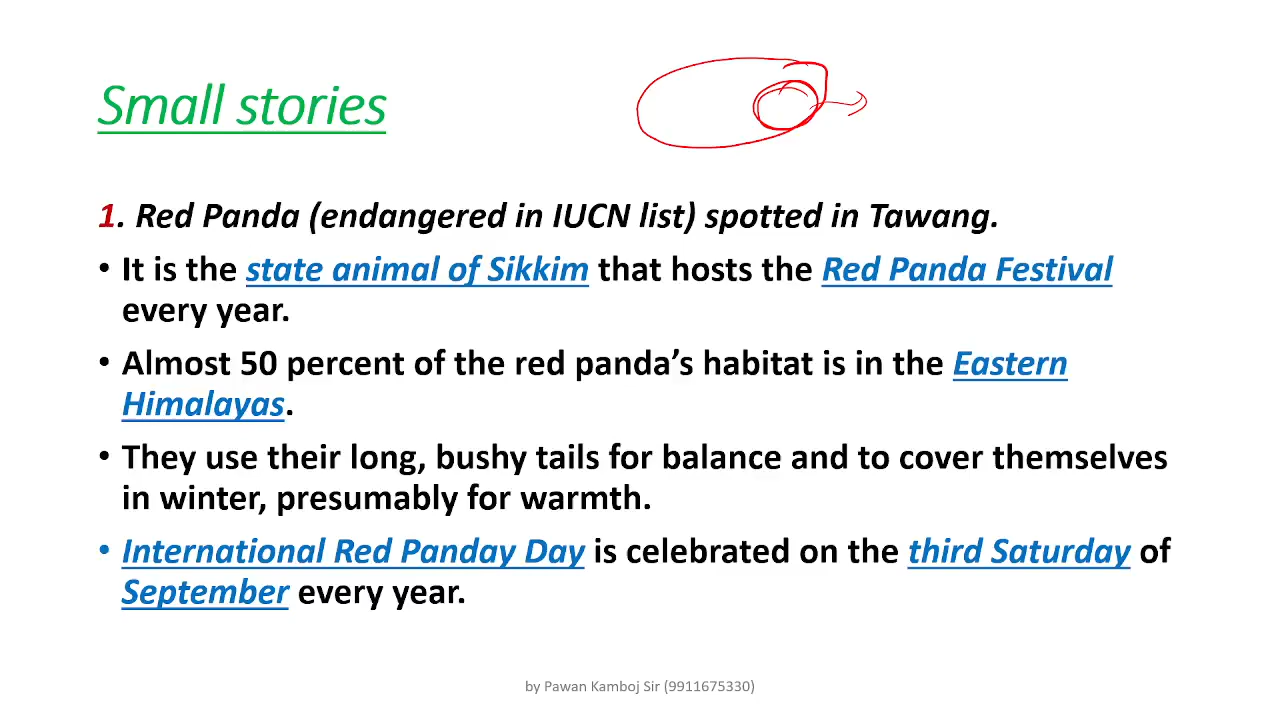 Small stories
1. Red Panda (endangered in IUCN list) spotted in Tawang.
• It is the state animal of Sikkim that hosts the Red Panda Festival
every year.
• Almost 50 percent of the red panda’s habitat is in the Eastern
Himalayas.
• They use their long, bushy tails for balance and to cover themselves
in winter, presumably for warmth.
• International Red Panday Day is celebrated on the third Saturday of
September every year.
by Pawan Kamboj Sir (9911675330)